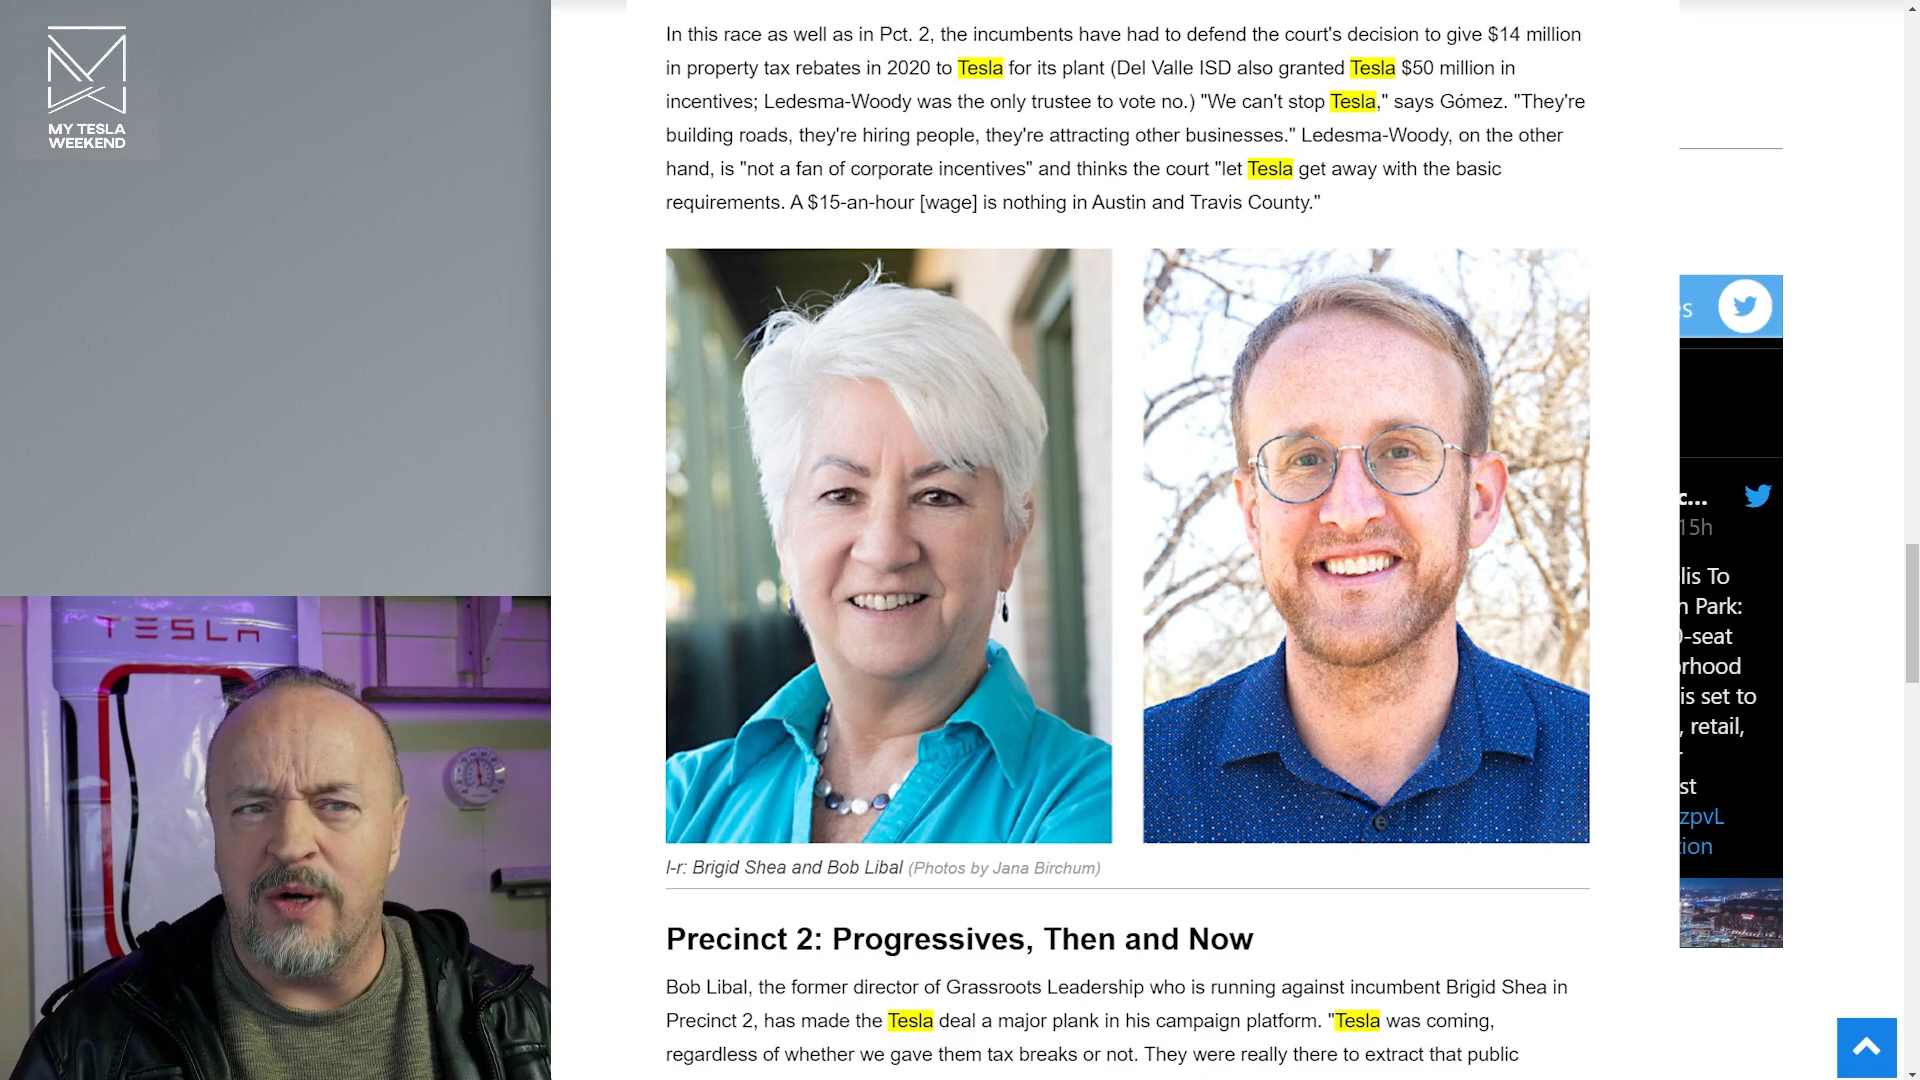 MY TESLA
WEEKEND
In this race as well as in Pct. 2, the incumbents have had to defend the court's decision to give $14 million
in property tax rebates in 2020 to Tesla for its plant (Del Valle ISD also granted Tesla $50 million in
incentives; Ledesma-Woody was the only trustee to vote no.) "We can't stop Tesla," says Gómez. "They're
building roads, they're hiring people, they're attracting other businesses." Ledesma-Woody, on the other
hand, is "not a fan of corporate incentives" and thinks the court "let Tesla get away with the basic
requirements. A $15-an-hour [wage] is nothing in Austin and Travis County."
l-r: Brigid Shea and Bob Libal (Photos by Jana Birchum)
Precinct 2: Progressives, Then and Now
Bob Libal, the former director of Grassroots Leadership who is running against incumbent Brigid Shea in
Precinct 2, has made the Tesla deal a major plank in his campaign platform. "Tesla was coming,
regardless of whether we gave them tax breaks or not. They were really there to extract that public
TESLA
s
c...
15h
lis To
n Park:
0-seat
rhood
is set to
, retail,
r
st
zpvL
ion